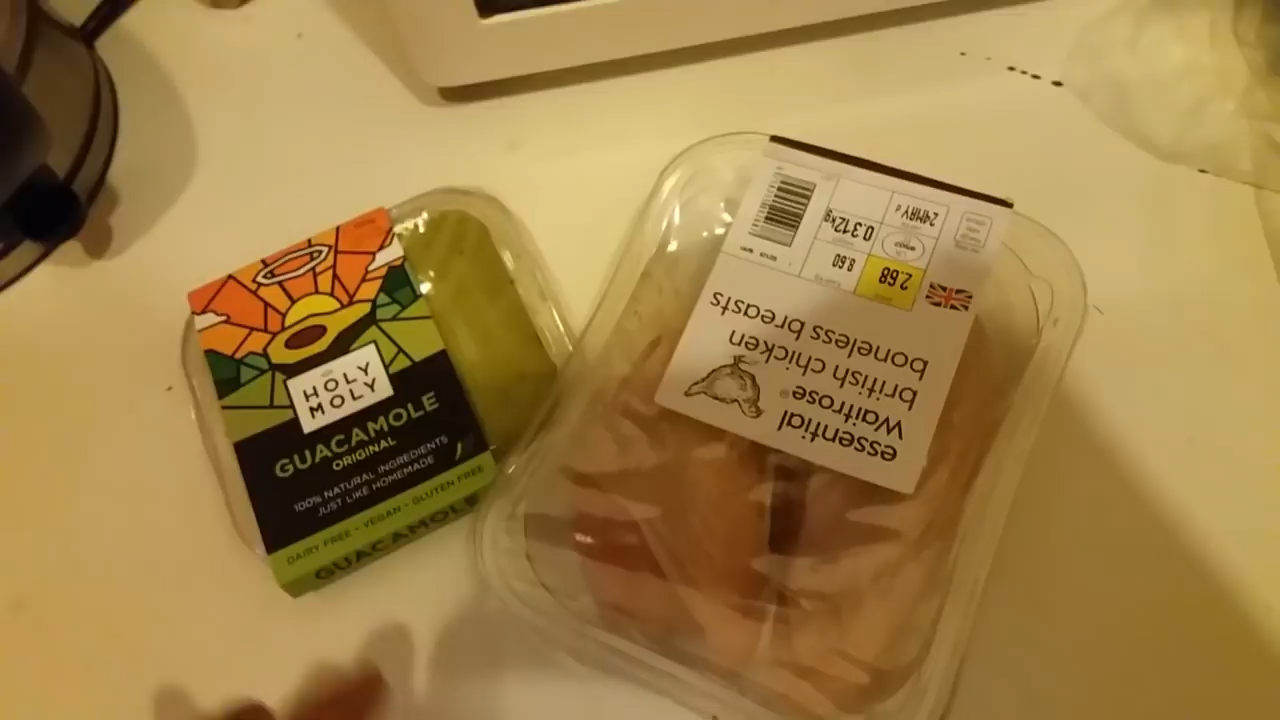 HOLY
MOLY
GUACAMOLE
ORIGINAL
100% NATURAL INGREDIENTS
JUST LIKE HOMEMADE
DAIRY FREE • VEGAN • GLUTEN FREE
GUACAMOLE
essential
Waitrose
british chicken
boneless breasts
2.68
8.60
0.312kg
24MAY